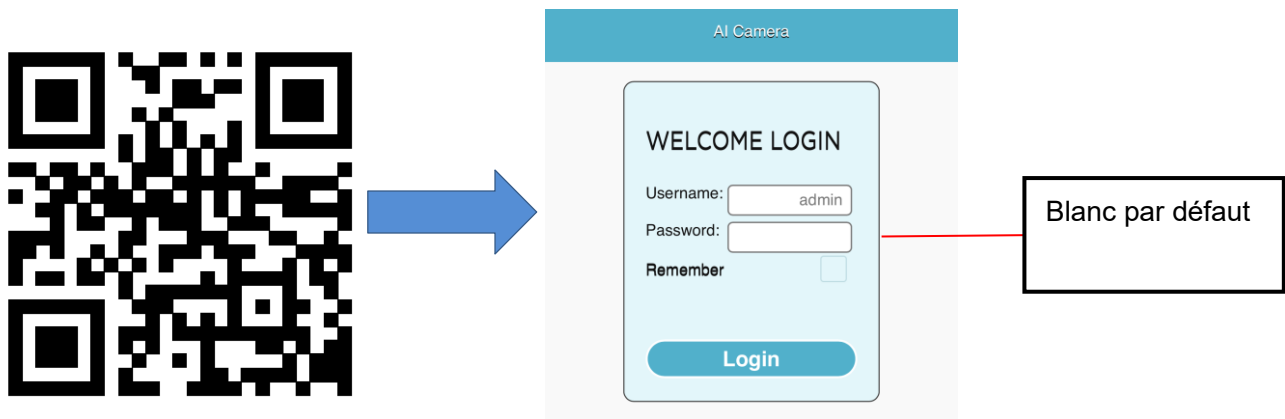 AI Camera
WELCOME LOGIN
Username: admin
Password:
Remember
Login
Blanc par défaut